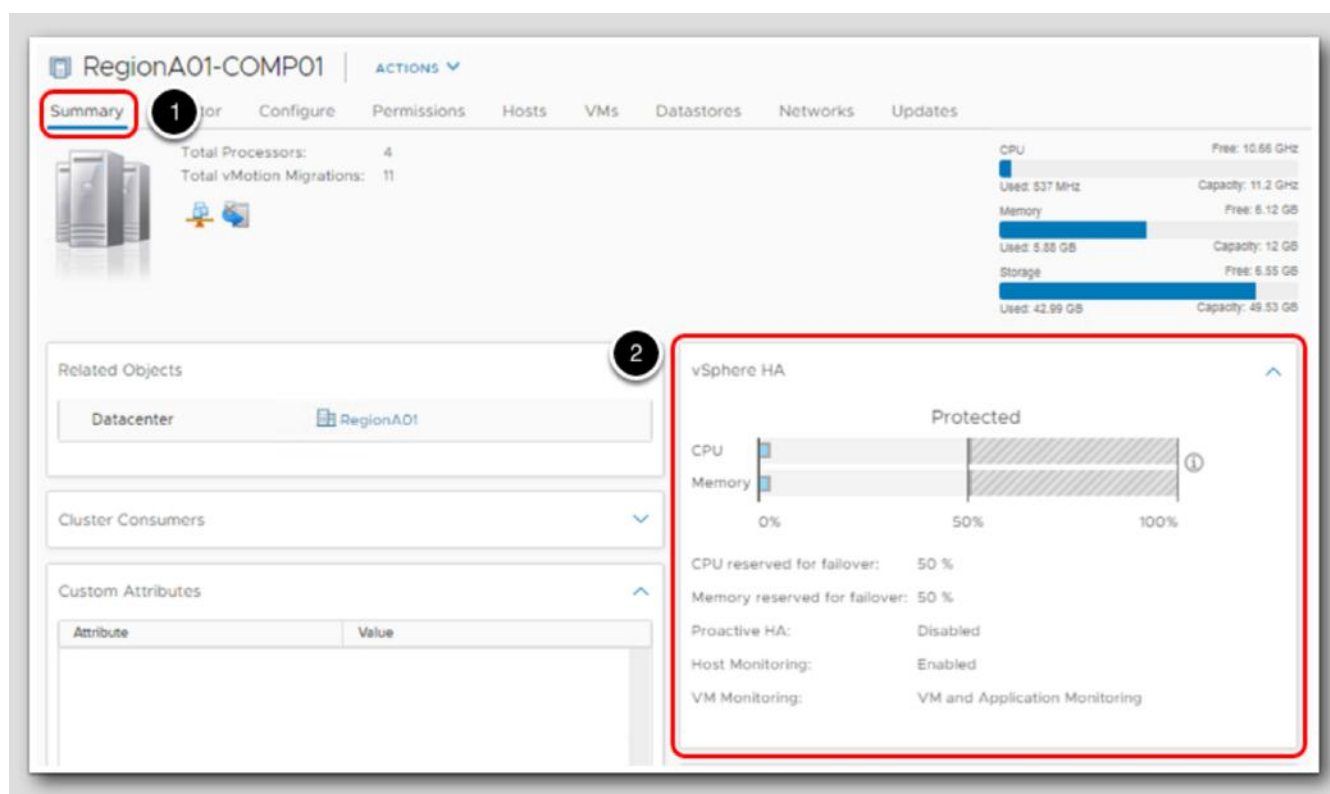 RegionA01-COMP01 ACTIONS
Summary 1 tor Configure Permissions Hosts VMs Datastores Networks Updates
Total Processors: 4
Total vMotion Migrations: 11
CPU Free: 10.66 GHz
Used: 537 MHz Capacity: 11.2 GHz
Memory Free: 6.12 GB
Used: 5.88 GB Capacity: 12 GB
Storage Free: 6.55 GB
Used: 42.99 GB Capacity: 49.53 GB
Related Objects
Datacenter RegionA01
Cluster Consumers
Custom Attributes
Attribute Value
2
vSphere HA
Protected
CPU
Memory
0% 50% 100%
CPU reserved for failover: 50 %
Memory reserved for failover: 50 %
Proactive HA: Disabled
Host Monitoring: Enabled
VM Monitoring: VM and Application Monitoring